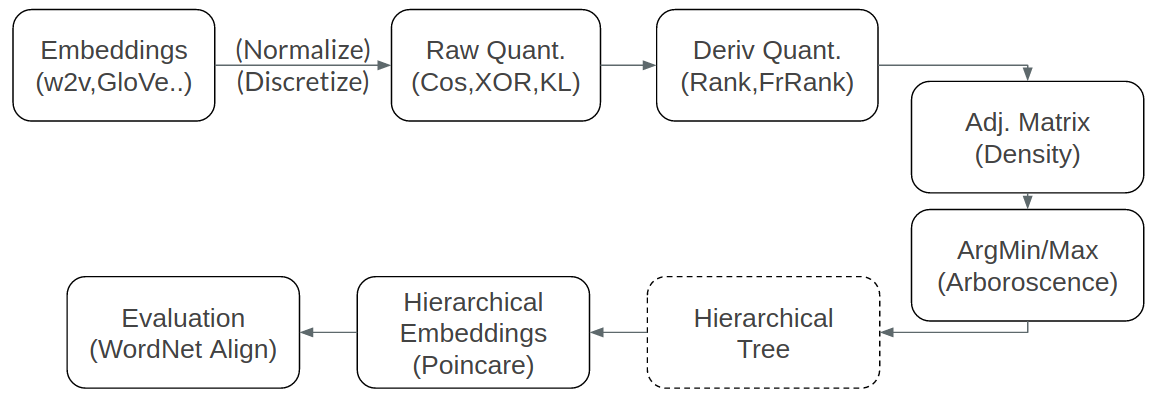 Embeddings
(w2v,GloVe..)
(Normalize)
(Discretize)
Raw Quant.
(Cos,XOR,KL)
Deriv Quant.
(Rank,FrRank)
Adj. Matrix
(Density)
ArgMin/Max
(Arboroscence)
Hierarchical
Tree
Hierarchical
Embeddings
(Poincare)
Evaluation
(WordNet Align)